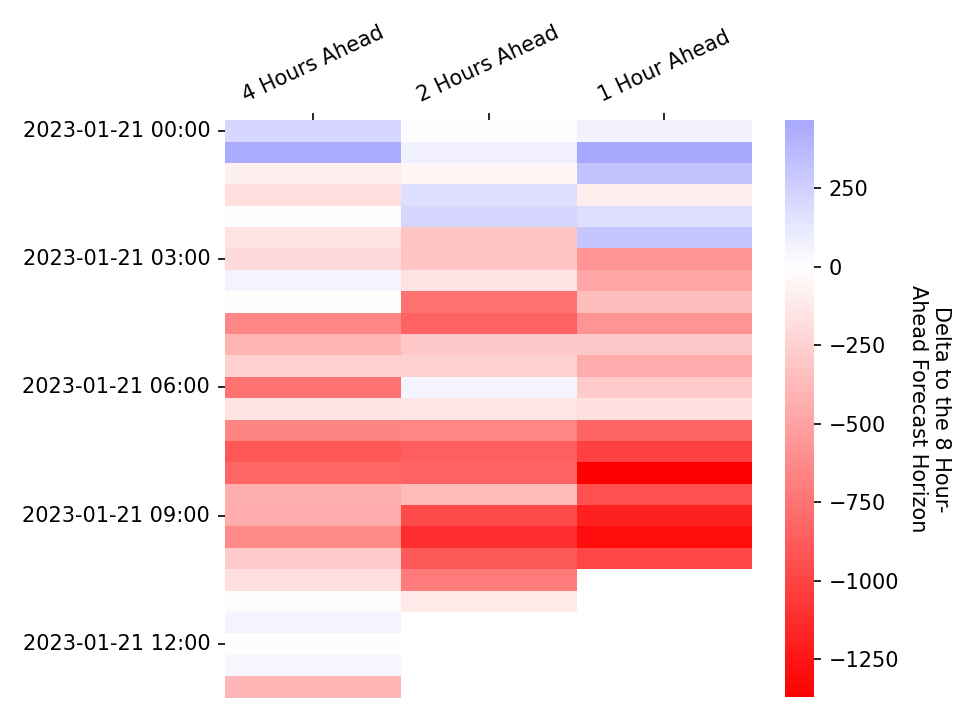 4 Hours Ahead
2 Hours Ahead
1 Hour Ahead
2023-01-21 00:00
2023-01-21 03:00
2023-01-21 06:00
2023-01-21 09:00
2023-01-21 12:00
250
0
−250
−500
−750
−1000
−1250
Delta to the 8 Hour-
Ahead Forecast Horizon